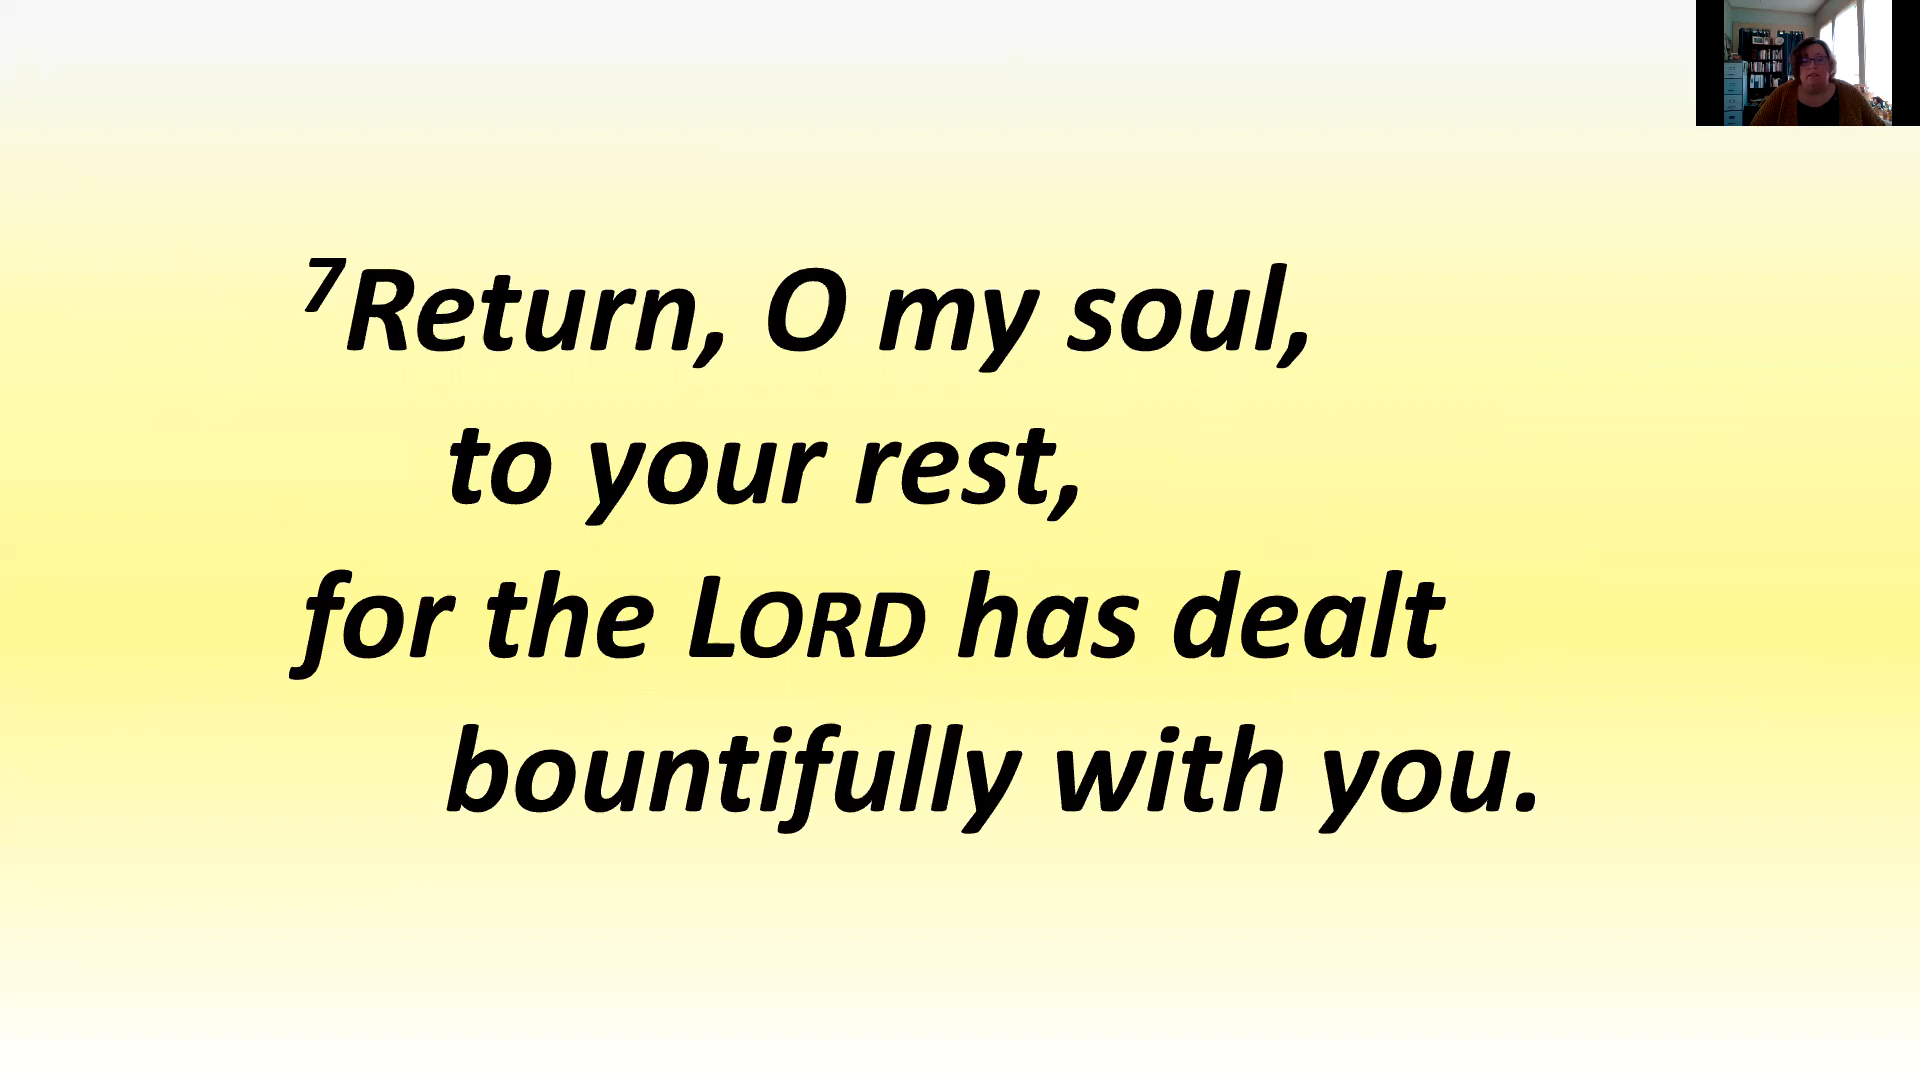 7Return, O my soul,
to your rest,
for the LORD has dealt
bountifully with you.